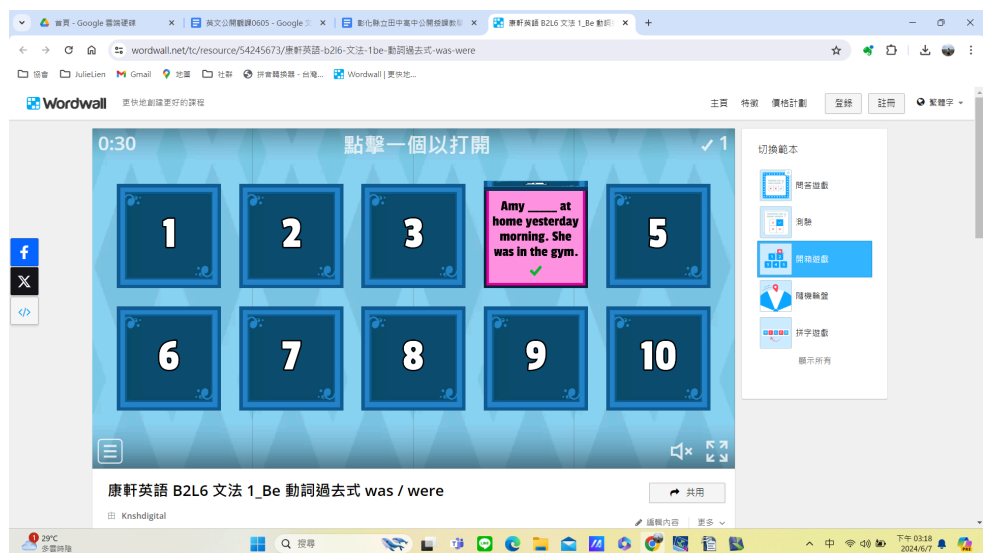 首頁 - Google 雲端硬碟
英文公開觀課0605 - Google
彰化縣立田中高中公開授課教
康軒英語 B2L6 文法 1_Be 動詞
wordwall.net/tc/resource/54245673/康軒英語-b2l6-文法-1be-動詞過去式-was-were
協會
JulieLien
Gmail
地圖
社群
拼音轉換器 - 台灣...
Wordwall | 更快地...
Wordwall
更快地創建更好的課程
主頁
特徵
價格計劃
登錄
註冊
繁體字
0:30
點擊一個以打開
1
切換範本
問答遊戲
測驗
開箱遊戲
隨機輪盤
拼字遊戲
顯示所有
1
2
3
Amy ____ at
home yesterday
morning. She
was in the gym.
5
6
7
8
9
10
康軒英語 B2L6 文法 1_Be 動詞過去式 was / were
共用
Knshdigital
編輯內容
更多
1
29°C
多雲時陰
搜尋
中
下午 03:18
2024/6/7